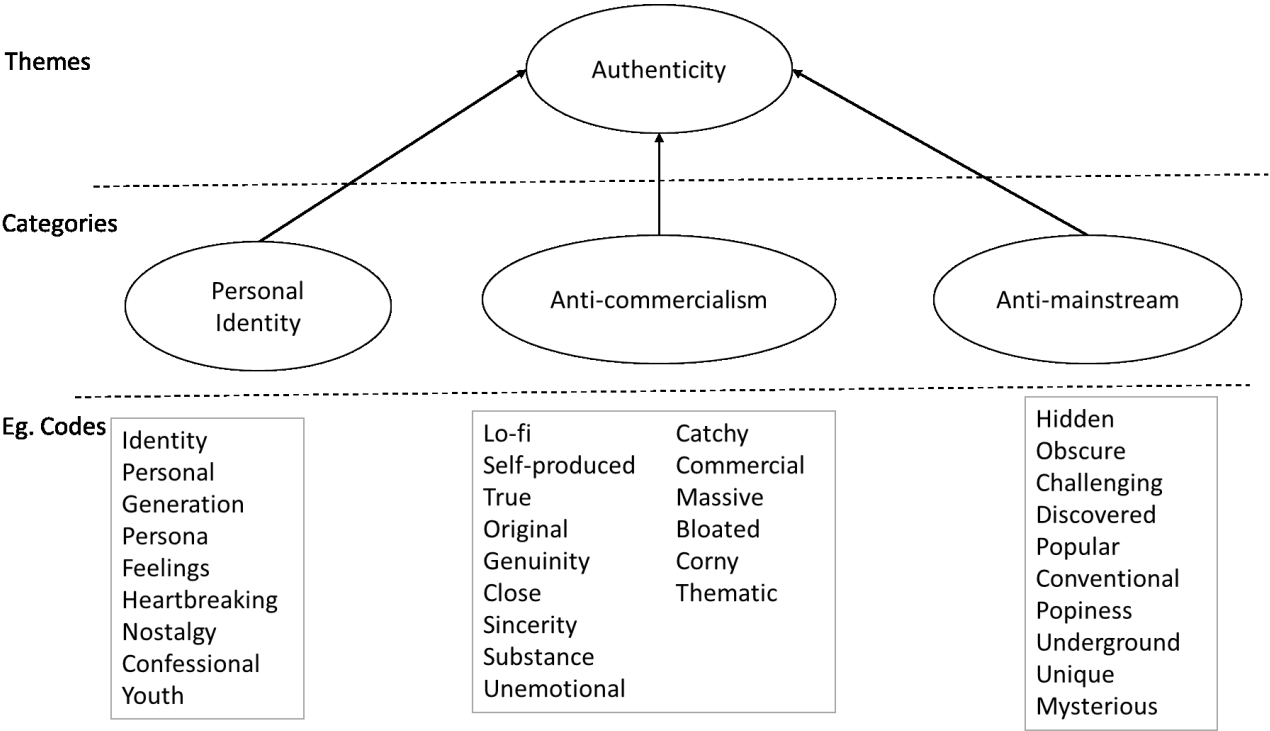 Themes
Authenticity
Categories
Personal
Identity
Anti-commercialism
Anti-mainstream
Eg. Codes
Identity
Personal
Generation
Persona
Feelings
Heartbreaking
Nostalgy
Confessional
Youth
Lo-fi
Self-produced
True
Original
Genuinity
Close
Sincerity
Substance
Unemotional
Catchy
Commercial
Massive
Bloated
Corny
Thematic
Hidden
Obscure
Challenging
Discovered
Popular
Conventional
Popiness
Underground
Unique
Mysterious